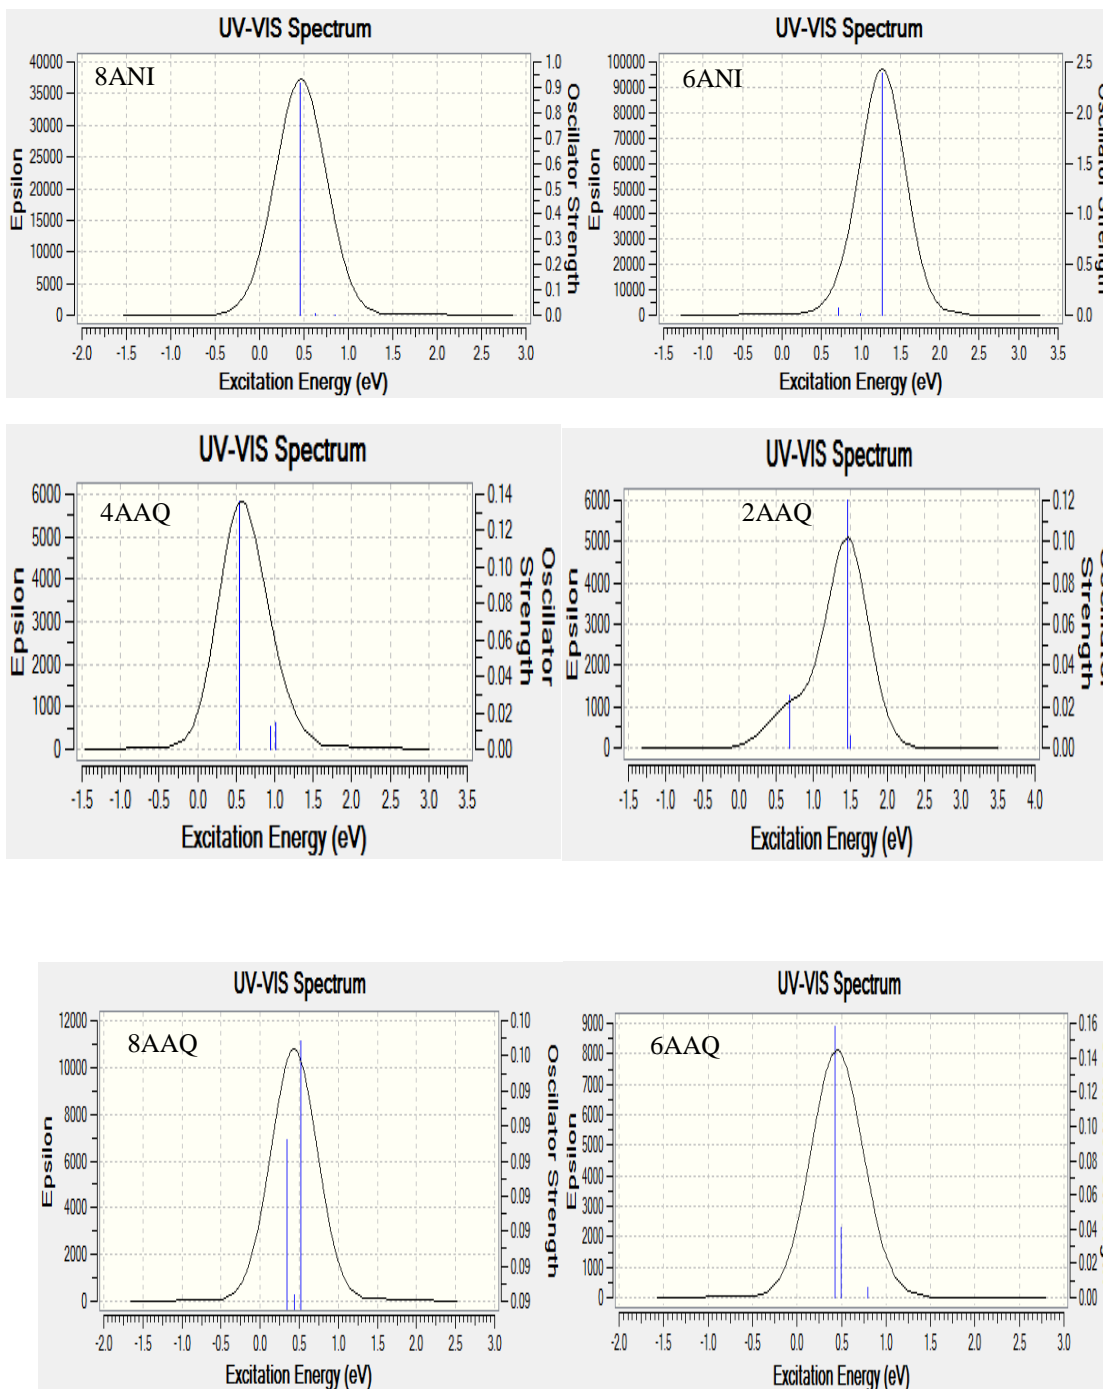 UV-VIS Spectrum
8ANI
40000
35000
30000
25000
20000
15000
10000
5000
0
Epsilon
1.0
0.9
0.8
0.7
0.6
0.5
0.4
0.3
0.2
0.1
0.0
Oscillator Strength
-2.0 -1.5 -1.0 -0.5 0.0 0.5 1.0 1.5 2.0 2.5 3.0
Excitation Energy (eV)
UV-VIS Spectrum
6ANI
100000
90000
80000
70000
60000
50000
40000
30000
20000
10000
0
Epsilon
2.5
2.0
1.5
1.0
0.5
0.0
Oscillator Strength
-1.5 -1.0 -0.5 0.0 0.5 1.0 1.5 2.0 2.5 3.0 3.5
Excitation Energy (eV)
UV-VIS Spectrum
4AAQ
6000
5000
4000
3000
2000
1000
0
Epsilon
0.14
0.12
0.10
0.08
0.06
0.04
0.02
0.00
Oscillator
Strength
-1.5 -1.0 -0.5 0.0 0.5 1.0 1.5 2.0 2.5 3.0 3.5
Excitation Energy (eV)
UV-VIS Spectrum
2AAQ
6000
5000
4000
3000
2000
1000
0
Epsilon
0.12
0.10
0.08
0.06
0.04
0.02
0.00
Oscillator
Strength
-1.5 -1.0 -0.5 0.0 0.5 1.0 1.5 2.0 2.5 3.0 3.5 4.0
Excitation Energy (eV)
UV-VIS Spectrum
8AAQ
12000
10000
8000
6000
4000
2000
0
Epsilon
0.10
0.10
0.09
0.09
0.09
0.09
0.09
0.09
0.09
Oscillator Strength
-2.0 -1.5 -1.0 -0.5 0.0 0.5 1.0 1.5 2.0 2.5 3.0
Excitation Energy (eV)
UV-VIS Spectrum
6AAQ
9000
8000
7000
6000
5000
4000
3000
2000
1000
0
Epsilon
0.16
0.14
0.12
0.10
0.08
0.06
0.04
0.02
0.00
-2.0 -1.5 -1.0 -0.5 0.0 0.5 1.0 1.5 2.0 2.5 3.0
Excitation Energy (eV)